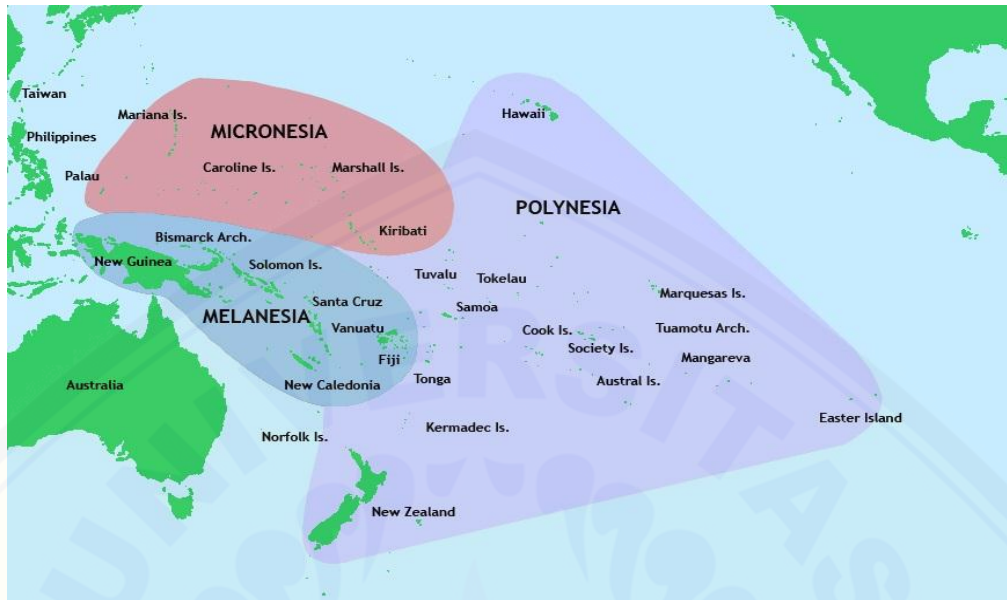 Taiwan
Mariana Is.
Hawaii
MICRONESIA
Philippines
Caroline Is.
Marshall Is.
Palau
POLYNESIA
Kiribati
Bismarck Arch.
New Guinea
Solomon Is.
Tuvalu
Tokelau
Marquesas Is.
Santa Cruz
Samoa
MELANESIA
Vanuatu
Cook Is.
Tuamotu Arch.
Society Is.
Fiji
Mangareva
Tonga
Austral Is.
Australia
New Caledonia
Easter Island
Kermadec Is.
Norfolk Is.
New Zealand
UNIVERSITAS